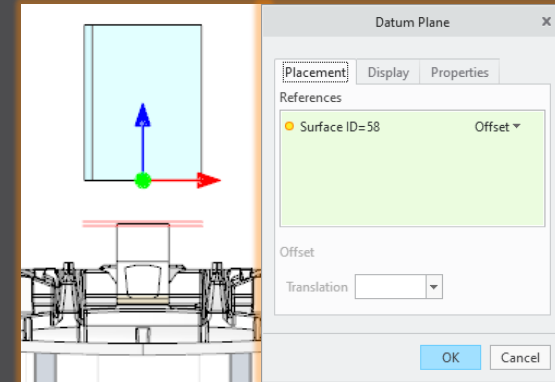 Datum Plane
x
Placement Display Properties
References
Surface ID=58 Offset
Offset
Translation
OK Cancel